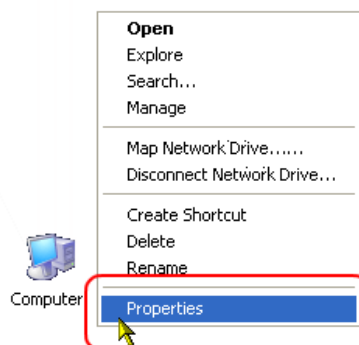 Open
Explore
Search...
Manage
Map Network Drive......
Disconnect Network Drive...
Create Shortcut
Delete
Rename
Computer
Properties